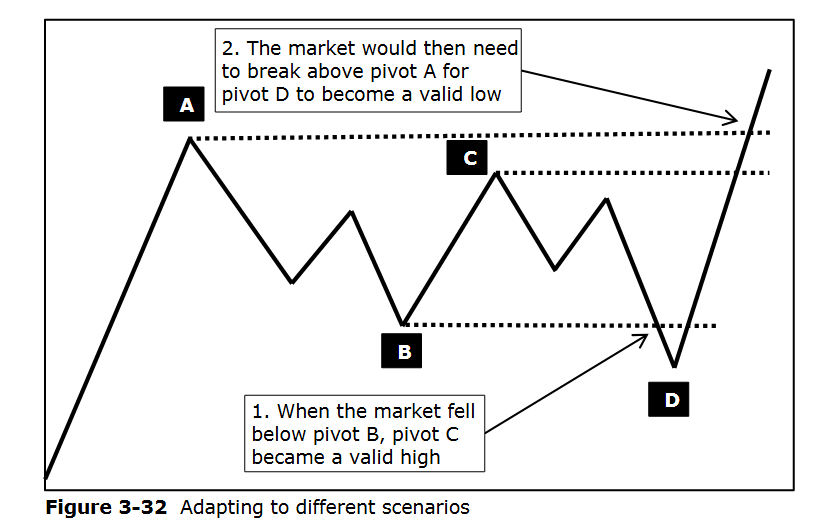 2. The market would then need
to break above pivot A for
pivot D to become a valid low
A
C
B
D
1. When the market fell
below pivot B, pivot C
became a valid high
Figure 3-32 Adapting to different scenarios